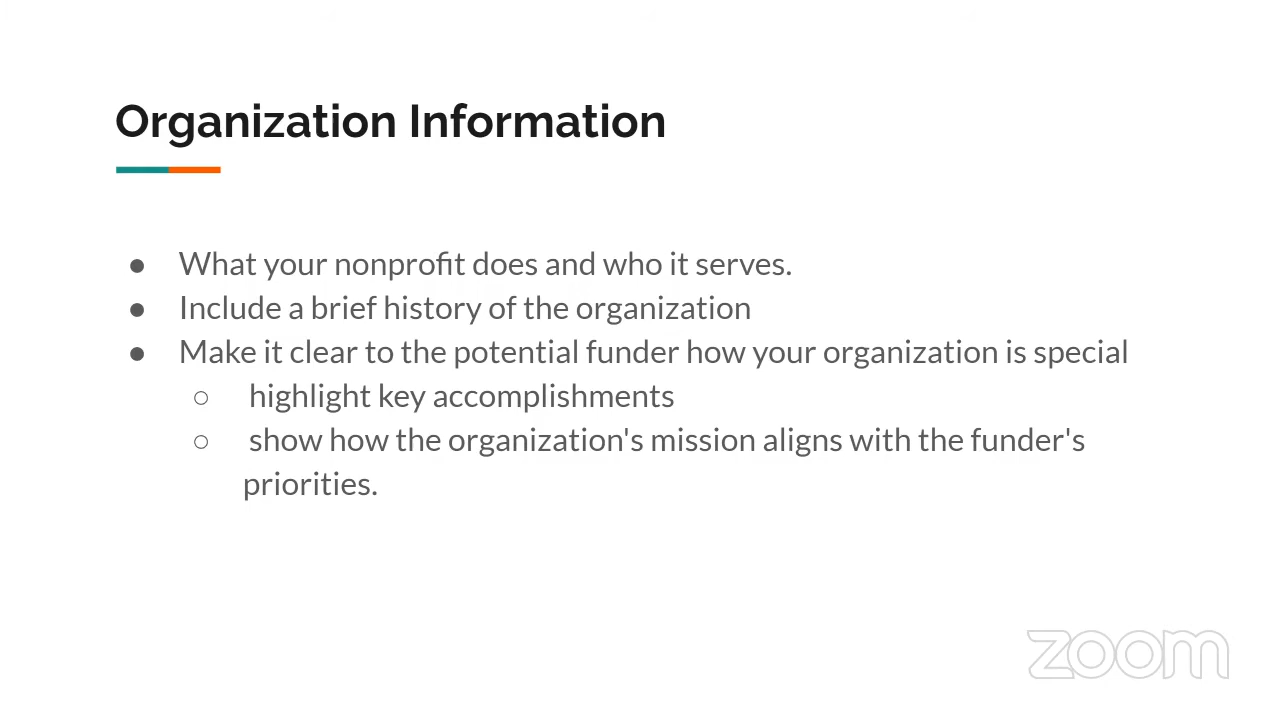 Organization Information
● What your nonprofit does and who it serves.
● Include a brief history of the organization
● Make it clear to the potential funder how your organization is special
○ highlight key accomplishments
○ show how the organization's mission aligns with the funder's
priorities.
zoom